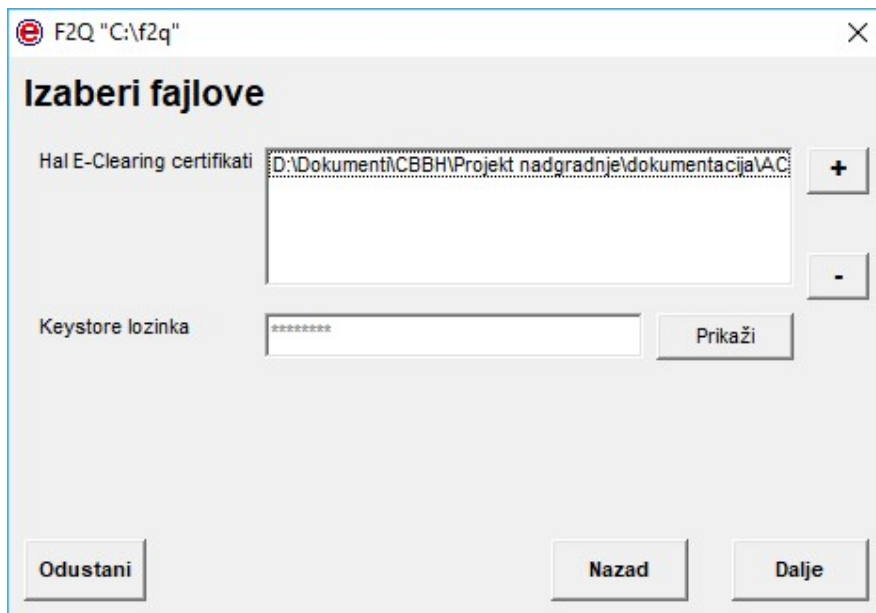 F2Q "C:\f2q"
Izaberi fajlove
Hal E-Clearing certifikati
D:\Dokumenti\CBBH\Projekt nadgradnje\dokumentacija\AC
+
-
Keystore lozinka
********
Prikaži
Odustani
Nazad
Dalje